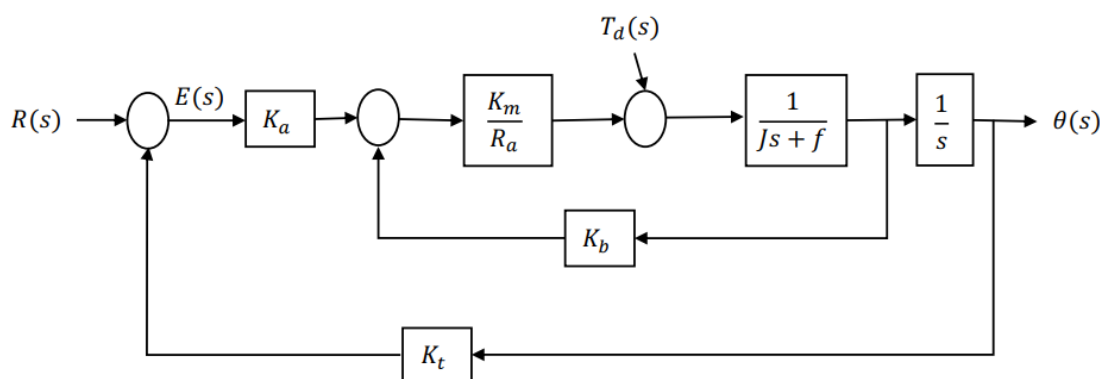 T_d(s)
R(s)
E(s)
K_a
K_m
R_a
1
Js + f
1
s
θ(s)
K_b
K_t